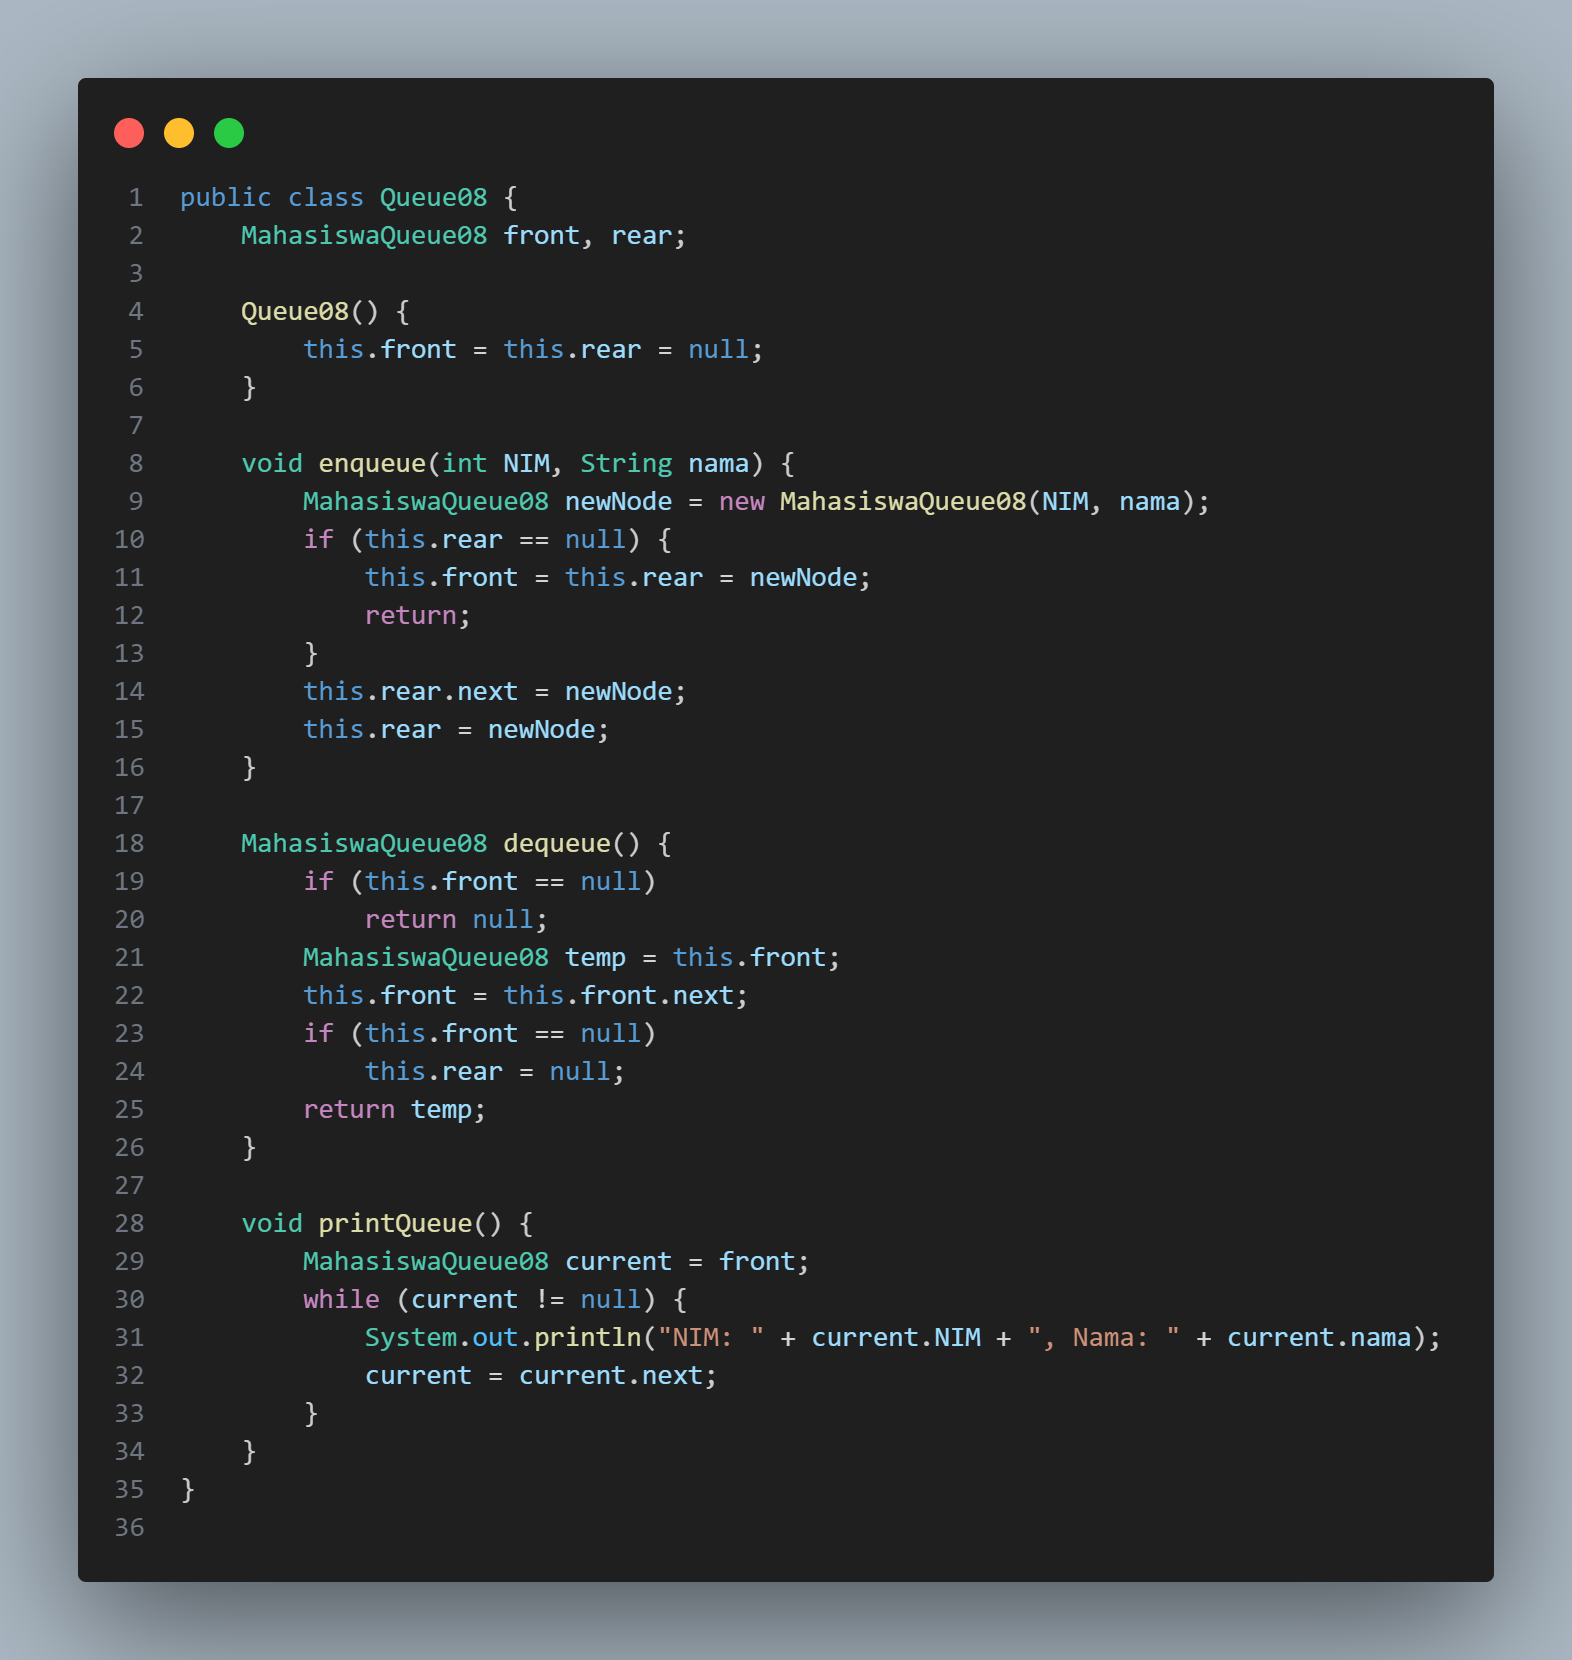 1 public class Queue08 {
2     MahasiswaQueue08 front, rear;
3
4     Queue08() {
5         this.front = this.rear = null;
6     }
7
8     void enqueue(int NIM, String nama) {
9         MahasiswaQueue08 newNode = new MahasiswaQueue08(NIM, nama);
10         if (this.rear == null) {
11             this.front = this.rear = newNode;
12             return;
13         }
14         this.rear.next = newNode;
15         this.rear = newNode;
16     }
17
18     MahasiswaQueue08 dequeue() {
19         if (this.front == null)
20             return null;
21         MahasiswaQueue08 temp = this.front;
22         this.front = this.front.next;
23         if (this.front == null)
24             this.rear = null;
25         return temp;
26     }
27
28     void printQueue() {
29         MahasiswaQueue08 current = front;
30         while (current != null) {
31             System.out.println("NIM: " + current.NIM + ", Nama: " + current.nama);
32             current = current.next;
33         }
34     }
35 }
36